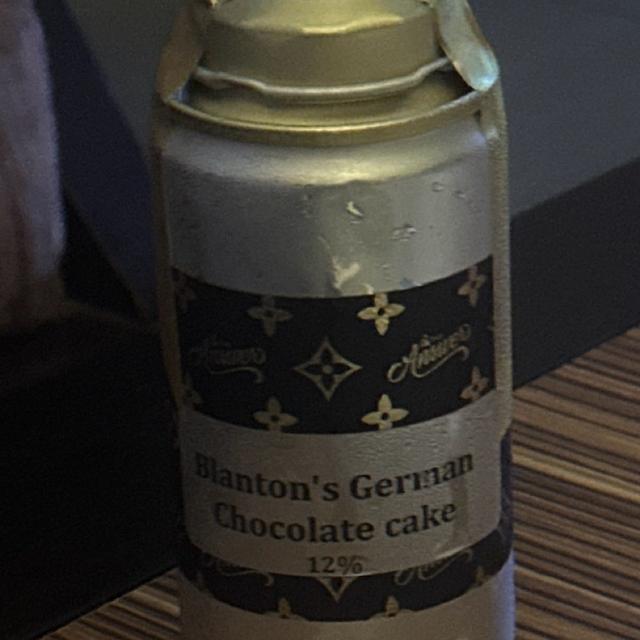 Blanton's German
Chocolate cake
12%